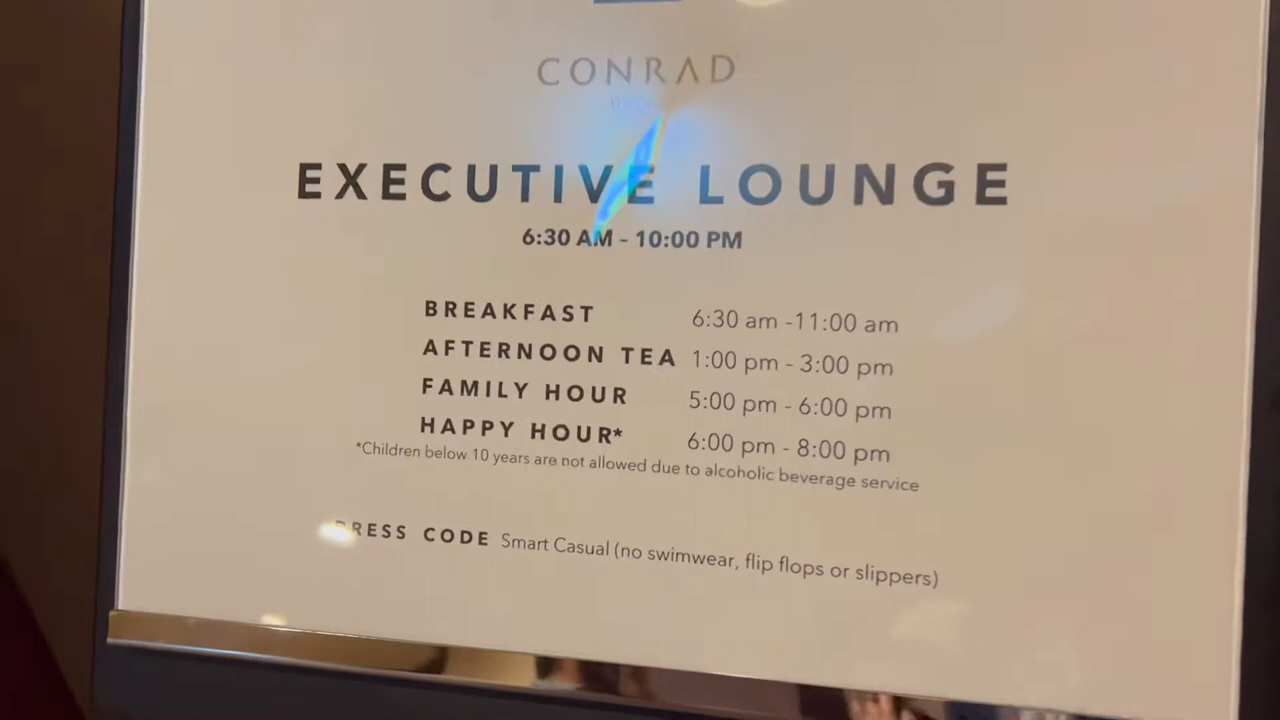 CONRAD
EXECUTIVE LOUNGE
6:30 AM - 10:00 PM
BREAKFAST 6:30 am -11:00 am
AFTERNOON TEA 1:00 pm - 3:00 pm
FAMILY HOUR 5:00 pm - 6:00 pm
HAPPY HOUR* 6:00 pm - 8:00 pm
*Children below 10 years are not allowed due to alcoholic beverage service
DRESS CODE Smart Casual (no swimwear, flip flops or slippers)